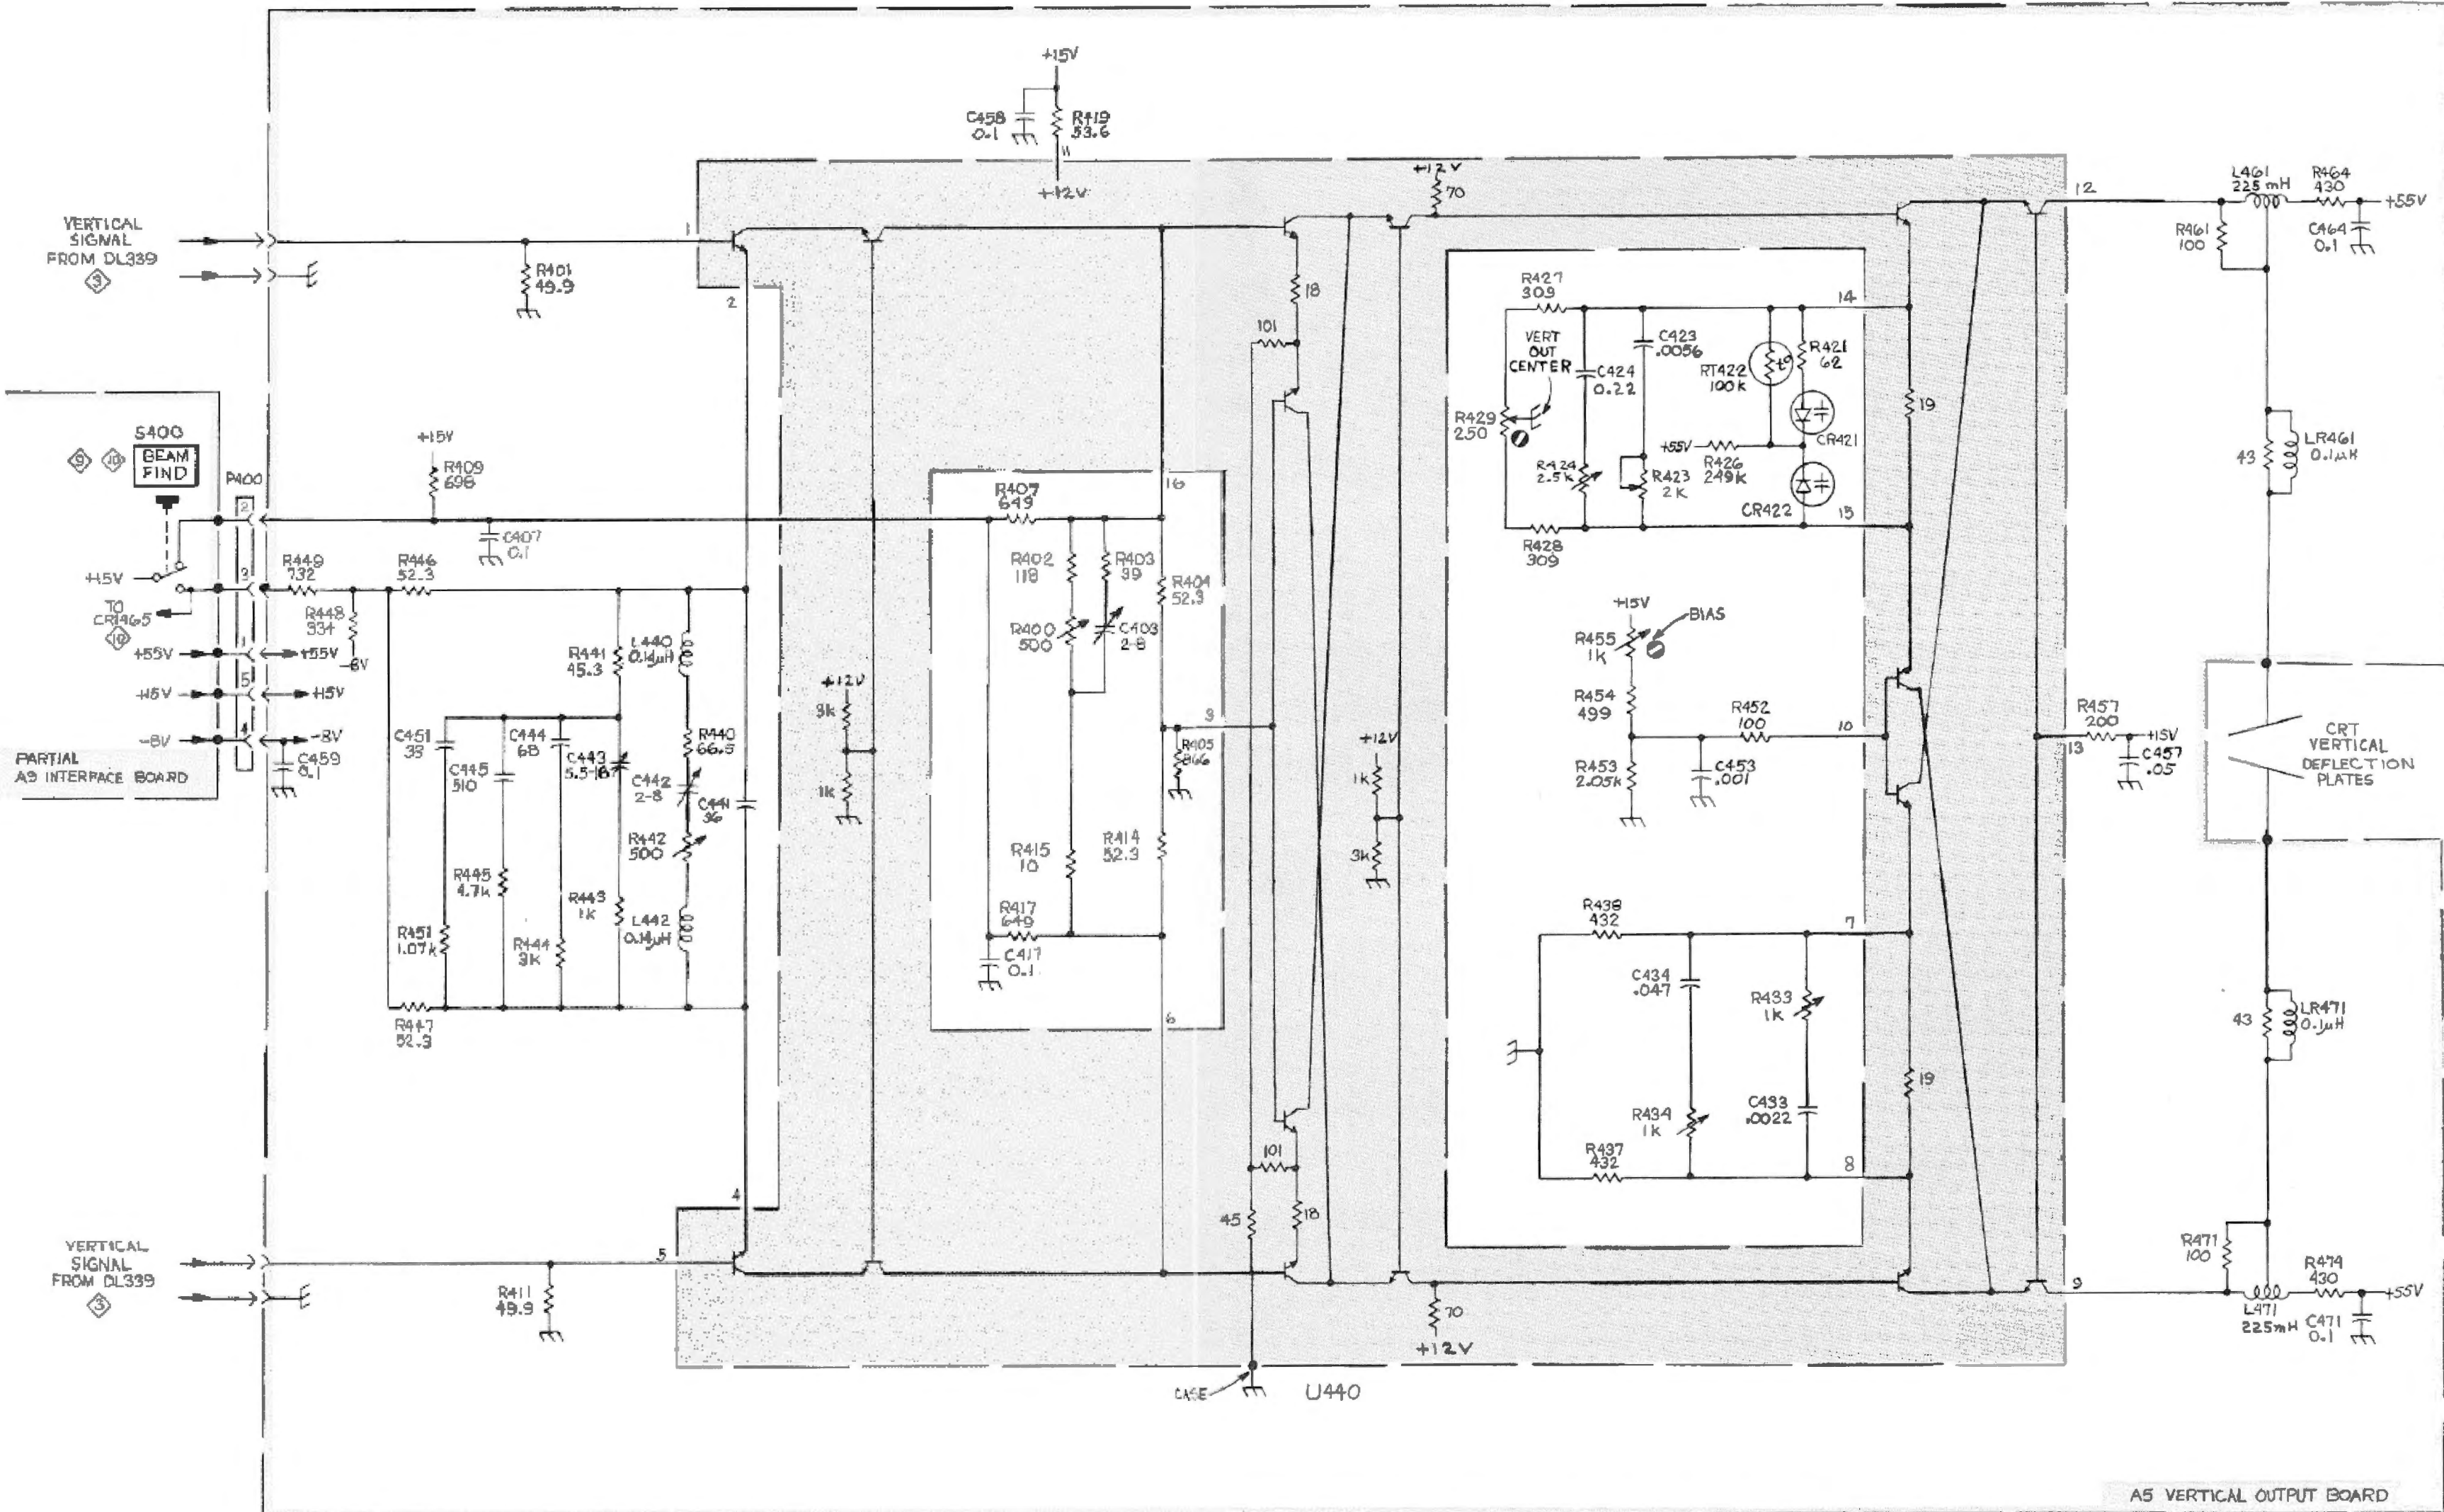 +15V
C458
0.1
R419
53.6
11
+12V
+12V
70
12
L461
225 mH
R464
430
+55V
R461
100
C464
0.1
VERTICAL
SIGNAL
FROM DL339
3
R401
49.9
1
2
18
101
R427
309
14
VERT
OUT
CENTER
C423
.0056
C424
0.22
RT422
100K
t°
R421
62
CR421
19
R429
250
+55V
R426
249K
R424
2.5K
R423
2K
CR422
15
R428
309
LR461
0.1µH
43
S400
BEAM
FIND
9
10
P400
2
+15V
R409
698
C407
0.1
16
R407
649
R402
118
R403
39
R404
52.3
R400
500
C403
2-8
+15V
3
R449
732
R446
52.3
TO
CR1465
10
R448
334
-8V
1
+55V
+55V
5
+15V
+15V
4
-8V
-8V
C459
0.1
PARTIAL
A9 INTERFACE BOARD
R441
45.3
L440
0.14µH
C451
33
C445
510
C444
68
C443
R440
66.5
C442
2-8
C441
36
R442
500
R445
4.7K
R443
1K
L442
0.14µH
R451
1.07K
R444
3K
R447
52.3
+12V
3K
1K
3
R405
866
R415
10
R414
52.3
R417
649
C417
0.1
6
+12V
1K
3K
+15V
BIAS
R455
1K
R454
499
R452
100
10
R453
2.05K
C453
.001
R457
200
+15V
13
C457
.05
CRT
VERTICAL
DEFLECTION
PLATES
R438
432
7
C434
.047
R433
1K
R434
1K
C433
.0022
R437
432
8
19
43
LR471
0.1µH
101
18
45
4
5
VERTICAL
SIGNAL
FROM DL339
3
R411
49.9
70
+12V
9
R471
100
R474
430
+55V
L471
225mH
C471
0.1
CASE
U440
A5 VERTICAL OUTPUT BOARD